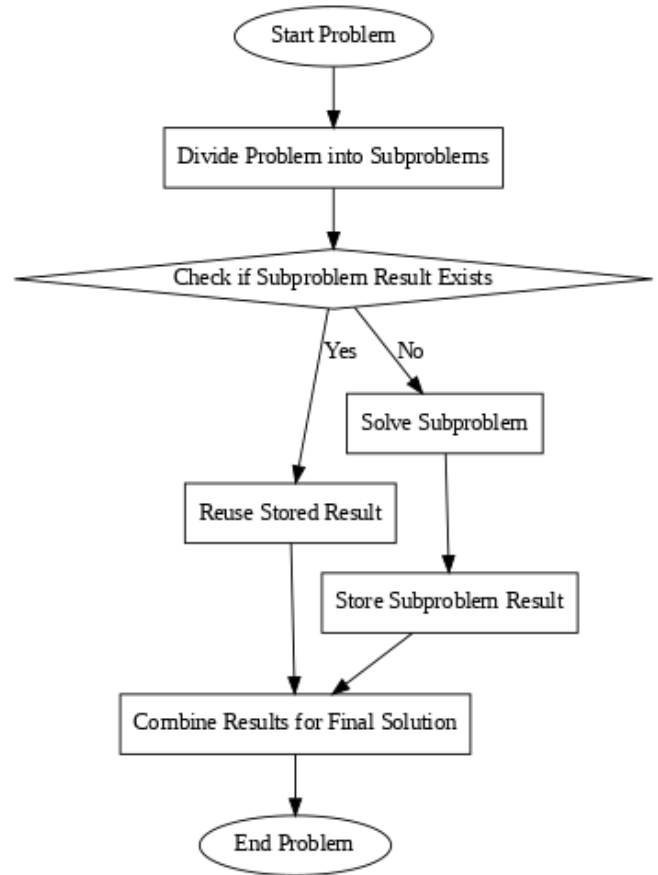 Start Problem
Divide Problem into Subproblems
Check if Subproblem Result Exists
Yes
No
Solve Subproblem
Reuse Stored Result
Store Subproblem Result
Combine Results for Final Solution
End Problem